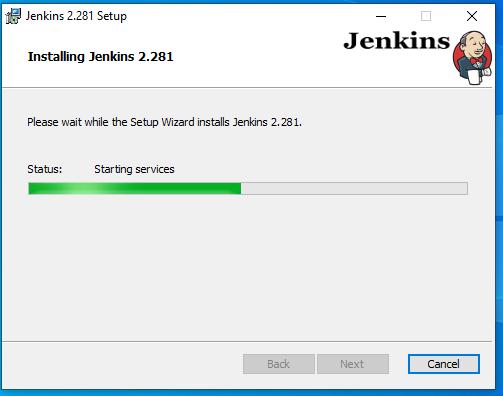 Jenkins 2.281 Setup
Installing Jenkins 2.281
Jenkins
Please wait while the Setup Wizard installs Jenkins 2.281.
Status: Starting services
Back Next Cancel